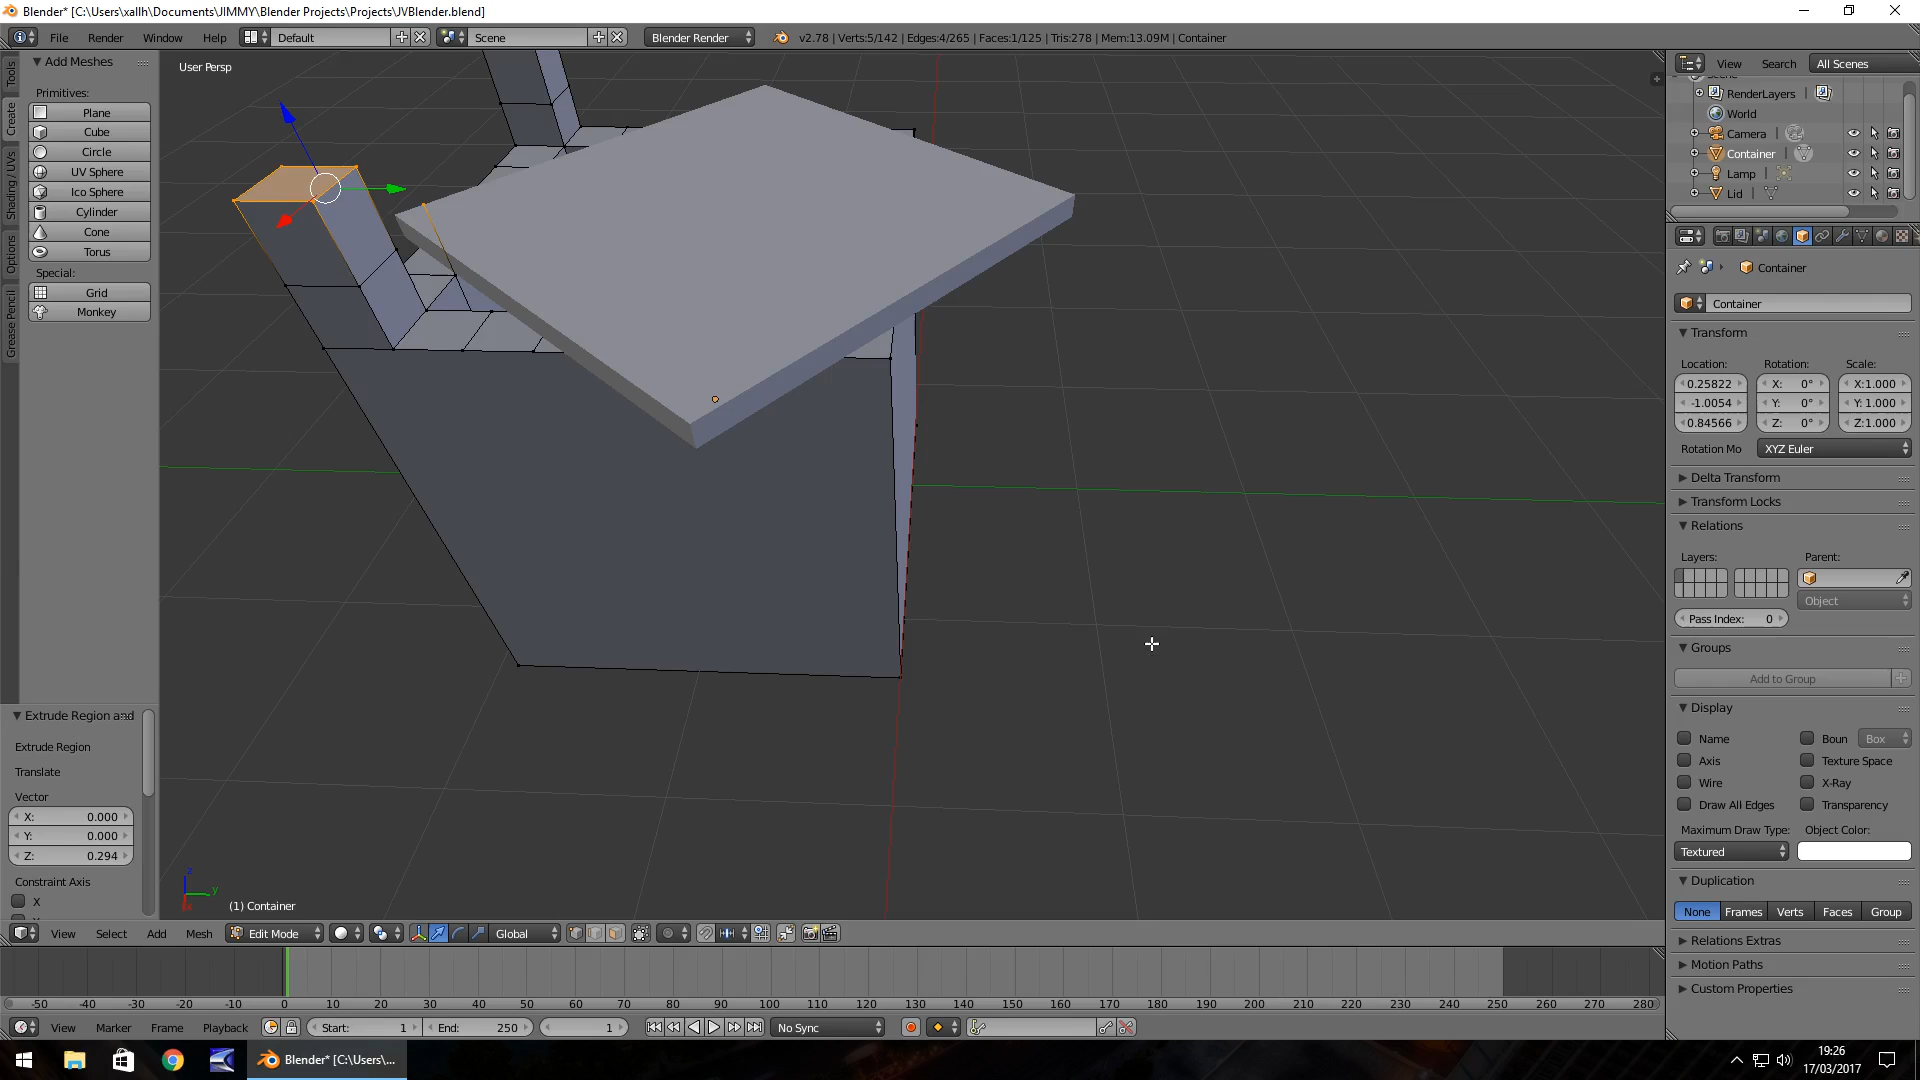 Blender* [C:\Users\xallh\Documents\JIMMY\Blender Projects\Projects\JVBlender.blend]
File Render Window Help Default Scene Blender Render v2.78 | Verts:5/142 | Edges:4/265 | Faces:1/125 | Tris:278 | Mem:13.09M | Container
Tools
Create
Shading / UVs
Options
Grease Pencil
Add Meshes
Primitives:
Plane
Cube
Circle
UV Sphere
Ico Sphere
Cylinder
Cone
Torus
Special:
Grid
Monkey
Extrude Region and
Extrude Region
Translate
Vector
X: 0.000
Y: 0.000
Z: 0.294
Constraint Axis
X
User Persp
z
y
x
(1) Container
View Select Add Mesh Edit Mode Global
-50 -40 -30 -20 -10 0 10 20 30 40 50 60 70 80 90 100 110 120 130 140 150 160 170 180 190 200 210 220 230 240 250 260 270 280
View Marker Frame Playback Start: 1 End: 250 1 No Sync
View Search All Scenes
RenderLayers
World
Camera
Container
Lamp
Lid
Container
Container
Transform
Location: Rotation: Scale:
0.25822 X: 0° X:1.000
-1.0054 Y: 0° Y: 1.000
0.84566 Z: 0° Z:1.000
Rotation Mo XYZ Euler
Delta Transform
Transform Locks
Relations
Layers: Parent:
Object
Pass Index: 0
Groups
Add to Group
Display
Name Boun Box
Axis Texture Space
Wire X-Ray
Draw All Edges Transparency
Maximum Draw Type: Object Color:
Textured
Duplication
None Frames Verts Faces Group
Relations Extras
Motion Paths
Custom Properties
Blender* [C:\Users\...
19:26
17/03/2017